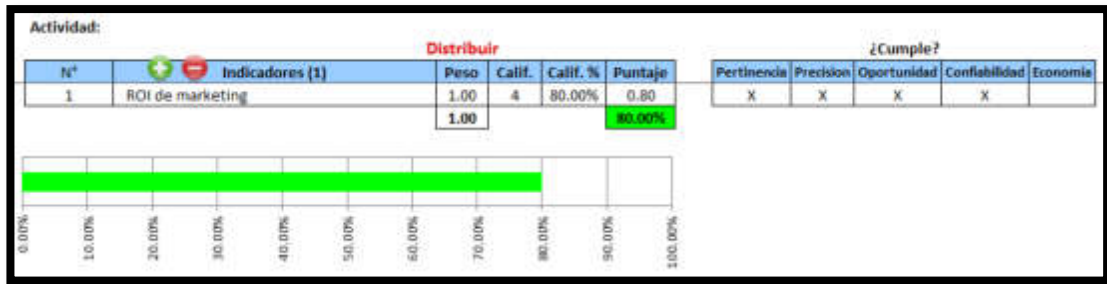 Actividad:
Distribuir ¿Cumple?
N° Indicadores (1) Peso Calif. Calif. % Puntaje Pertinencia Precision Oportunidad Confiabilidad Economia
1 ROI de marketing 1.00 4 80.00% 0.80 X X X X
1.00 80.00%
0.00% 10.00% 20.00% 30.00% 40.00% 50.00% 60.00% 70.00% 80.00% 90.00% 100.00%